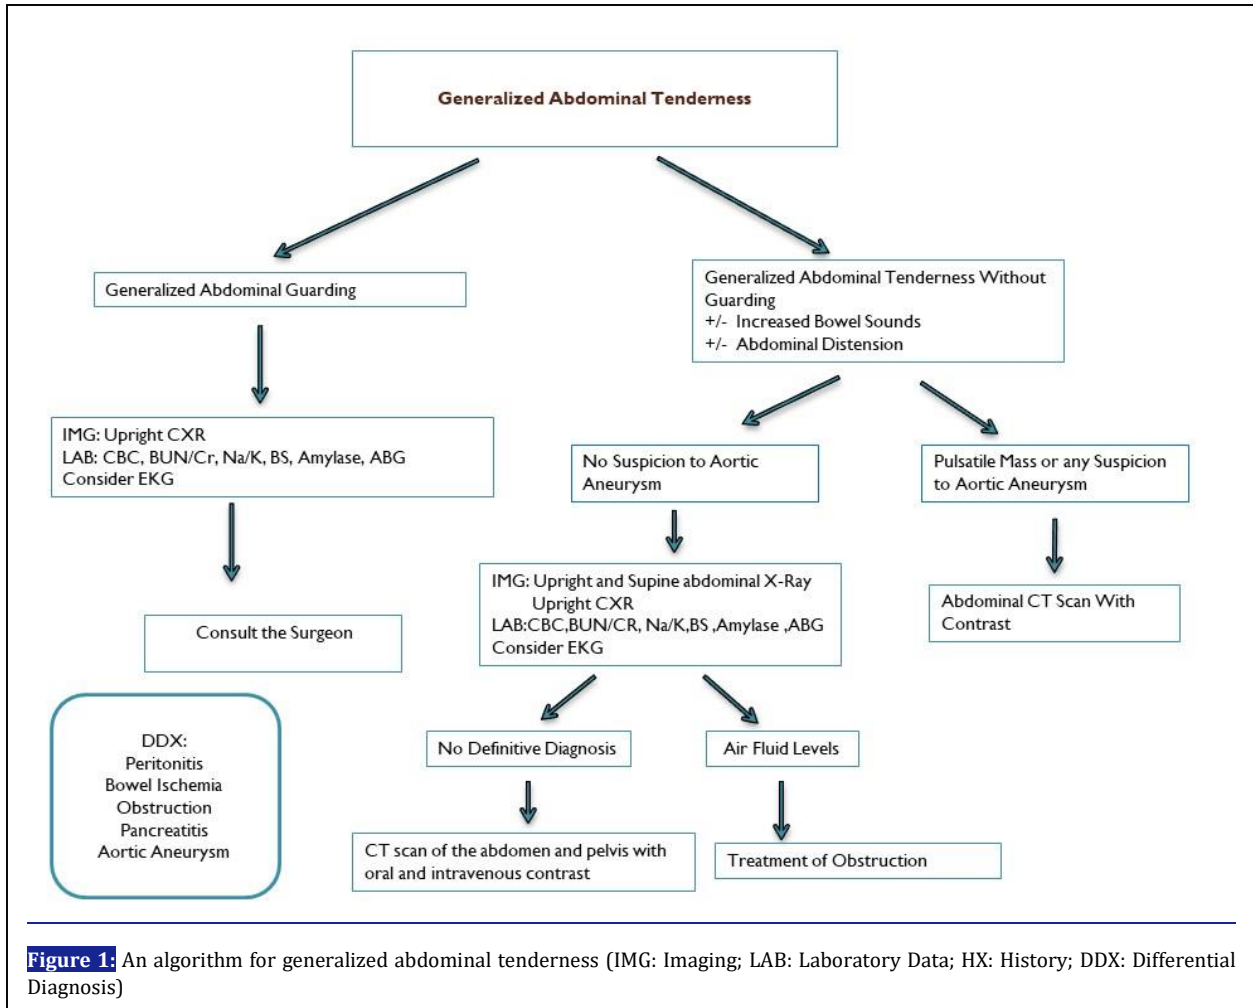 Generalized Abdominal Tenderness
Generalized Abdominal Guarding
Generalized Abdominal Tenderness Without
Guarding
+/- Increased Bowel Sounds
+/- Abdominal Distension
IMG: Upright CXR
LAB: CBC, BUN/Cr, Na/K, BS, Amylase, ABG
Consider EKG
No Suspicion to Aortic
Aneurysm
Pulsatile Mass or any Suspicion
to Aortic Aneurysm
Consult the Surgeon
IMG: Upright and Supine abdominal X-Ray
Upright CXR
LAB:CBC,BUN/CR, Na/K,BS ,Amylase ,ABG
Consider EKG
Abdominal CT Scan With
Contrast
DDX:
Peritonitis
Bowel Ischemia
Obstruction
Pancreatitis
Aortic Aneurysm
No Definitive Diagnosis
Air Fluid Levels
CT scan of the abdomen and pelvis with
oral and intravenous contrast
Treatment of Obstruction
Figure 1: An algorithm for generalized abdominal tenderness (IMG: Imaging; LAB: Laboratory Data; HX: History; DDX: Differential
Diagnosis)